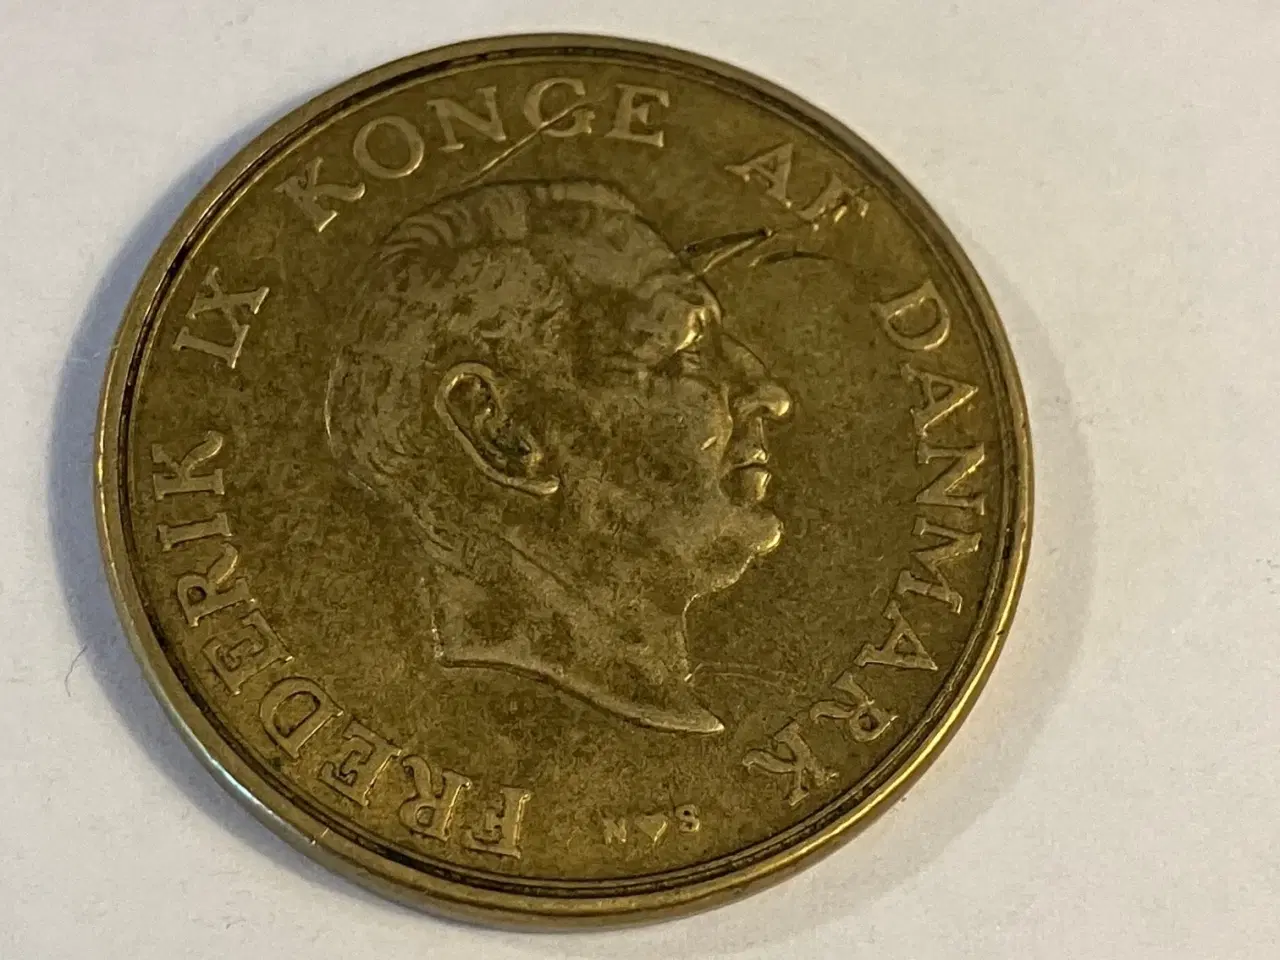 FREDERIK IX KONGE AF DANMARK
N♥S